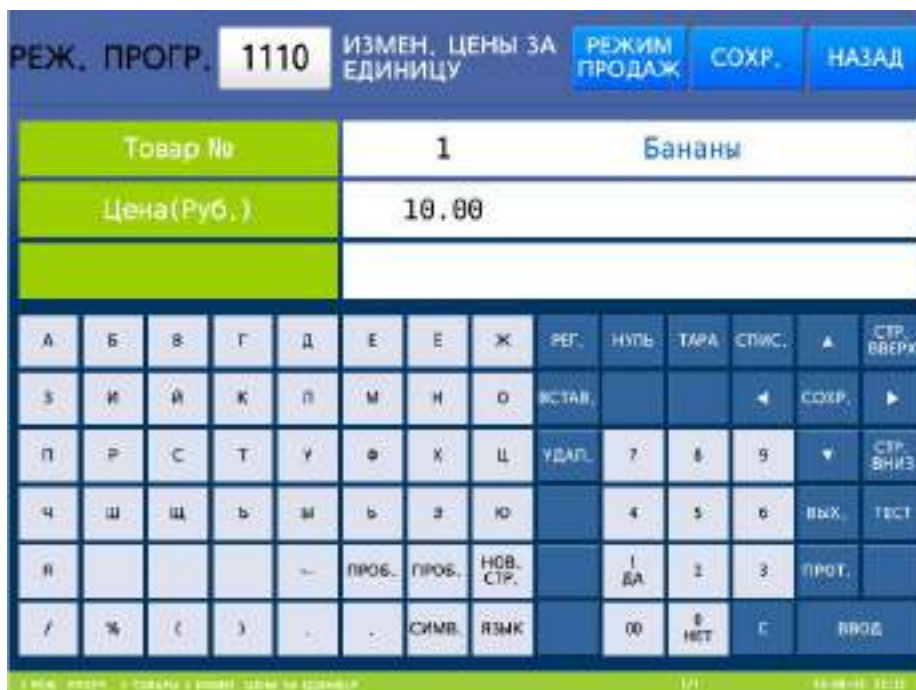 РЕЖ. ПРОГР. 1110 ИЗМЕН. ЦЕНЫ ЗА ЕДИНИЦУ РЕЖИМ ПРОДАЖ СОХР. НАЗАД
Товар № 1 Бананы
Цена(Руб.) 10.00
А Б В Г Д Е Ё Ж РЕГ. НУЛЬ ТАРА СПИС. ▲ СТР. ВВЕРХ
З И Й К Л М Н О ВСТАВ. ◄ СОХР. ►
П Р С Т У Ф Х Ц УДАЛ. 7 8 9 ▼ СТР. ВНИЗ
Ч Ш Щ Ъ Ы Ь Э Ю 4 5 6 ВЫХ. ТЕСТ
Я ПРОБ. ПРОБ. НОВ. СТР. 1 ДА 2 3 ПРОТ.
/ % ( ) , . СИМВ. ЯЗЫК 00 0 НЕТ C ВВОД
1/1